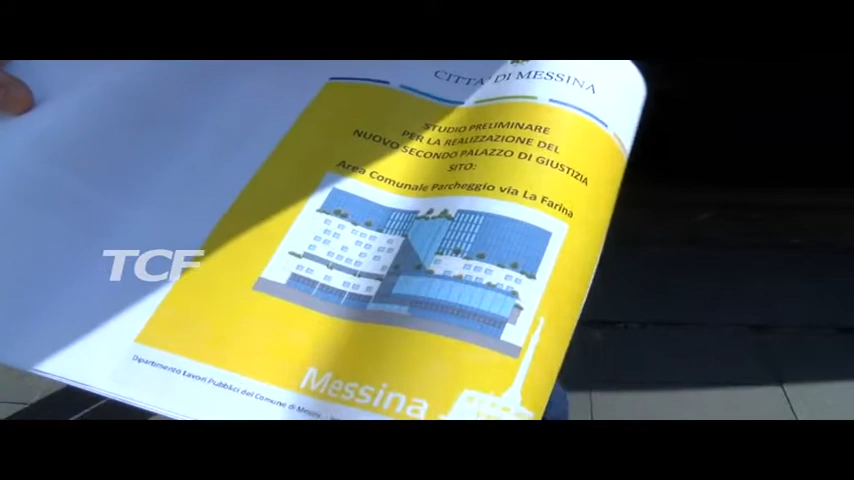 CITTA' DI MESSINA
STUDIO PRELIMINARE
PER LA REALIZZAZIONE DEL
NUOVO SECONDO PALAZZO DI GIUSTIZIA
SITO:
Area Comunale Parcheggio via La Farina
TCF
Dipartimento Lavori Pubblici del Comune di Messina
Messina